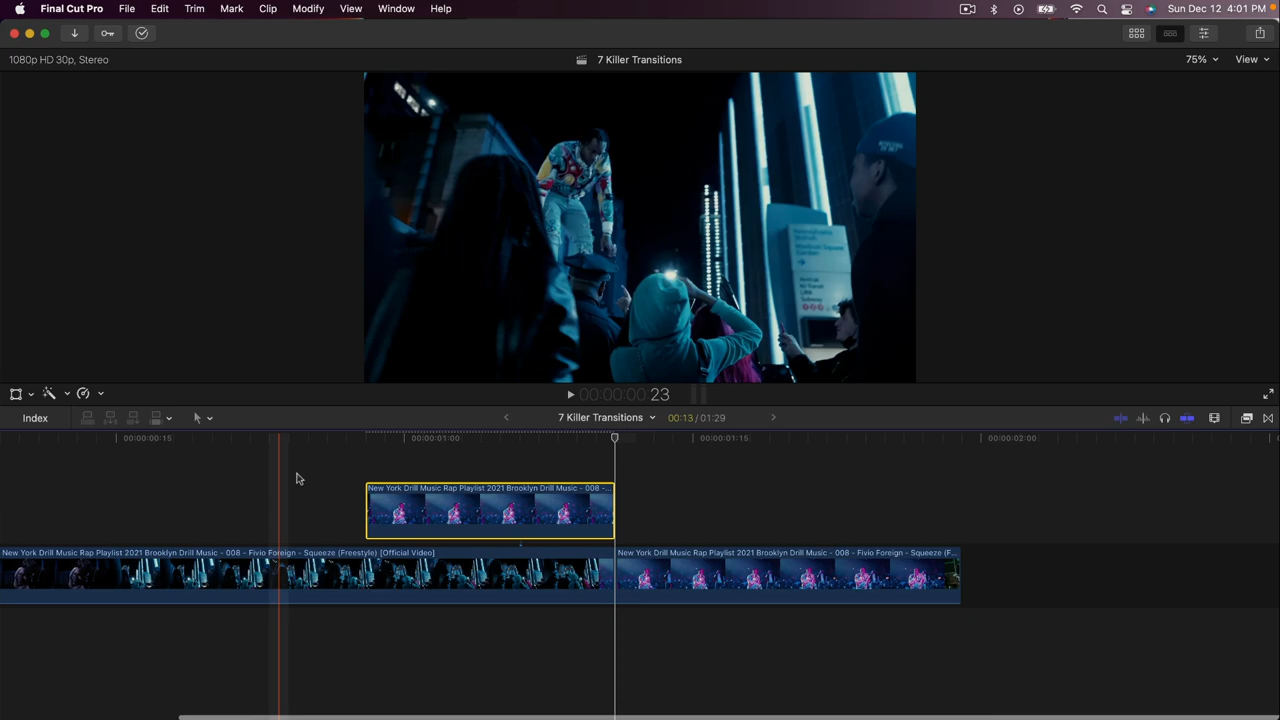 Final Cut Pro File Edit Trim Mark Clip Modify View Window Help Sun Dec 12 4:01 PM
1080p HD 30p, Stereo 7 Killer Transitions 75% View
00:00:00:23
Index 7 Killer Transitions 00:13 / 01:29
00:00:00:15 00:00:01:00 00:00:01:15 00:00:02:00
New York Drill Music Rap Playlist 2021 Brooklyn Drill Music - 008 -...
New York Drill Music Rap Playlist 2021 Brooklyn Drill Music - 008 - Fivio Foreign - Squeeze (Freestyle) [Official Video] New York Drill Music Rap Playlist 2021 Brooklyn Drill Music - 008 - Fivio Foreign - Squeeze (F...